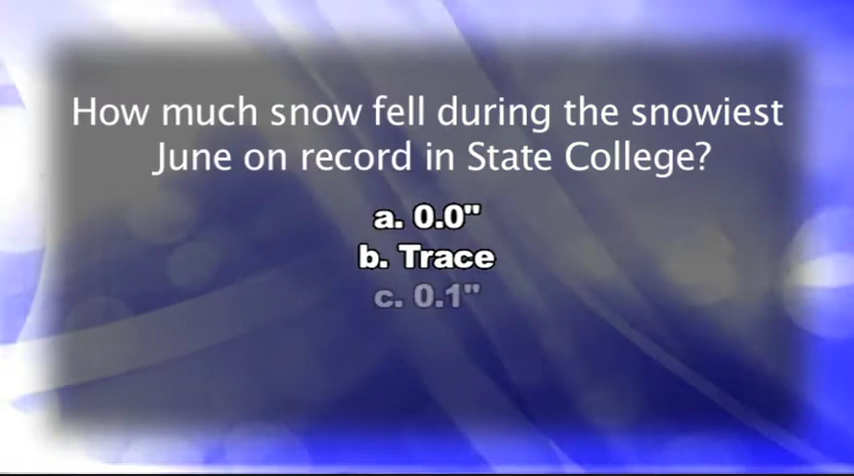 How much snow fell during the snowiest
June on record in State College?
a. 0.0"
b. Trace
c. 0.1"